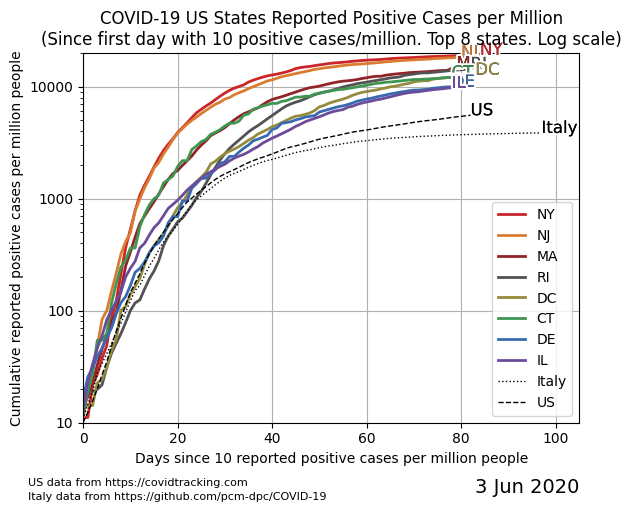 COVID-19 US States Reported Positive Cases per Million
(Since first day with 10 positive cases/million. Top 8 states. Log scale)
Cumulative reported positive cases per million people
10000
1000
100
10
NY
DC
IL
US
Italy
NY
NJ
MA
RI
DC
CT
DE
IL
Italy
US
0
20
40
60
80
100
Days since 10 reported positive cases per million people
US data from https://covidtracking.com
Italy data from https://github.com/pcm-dpc/COVID-19
3 Jun 2020